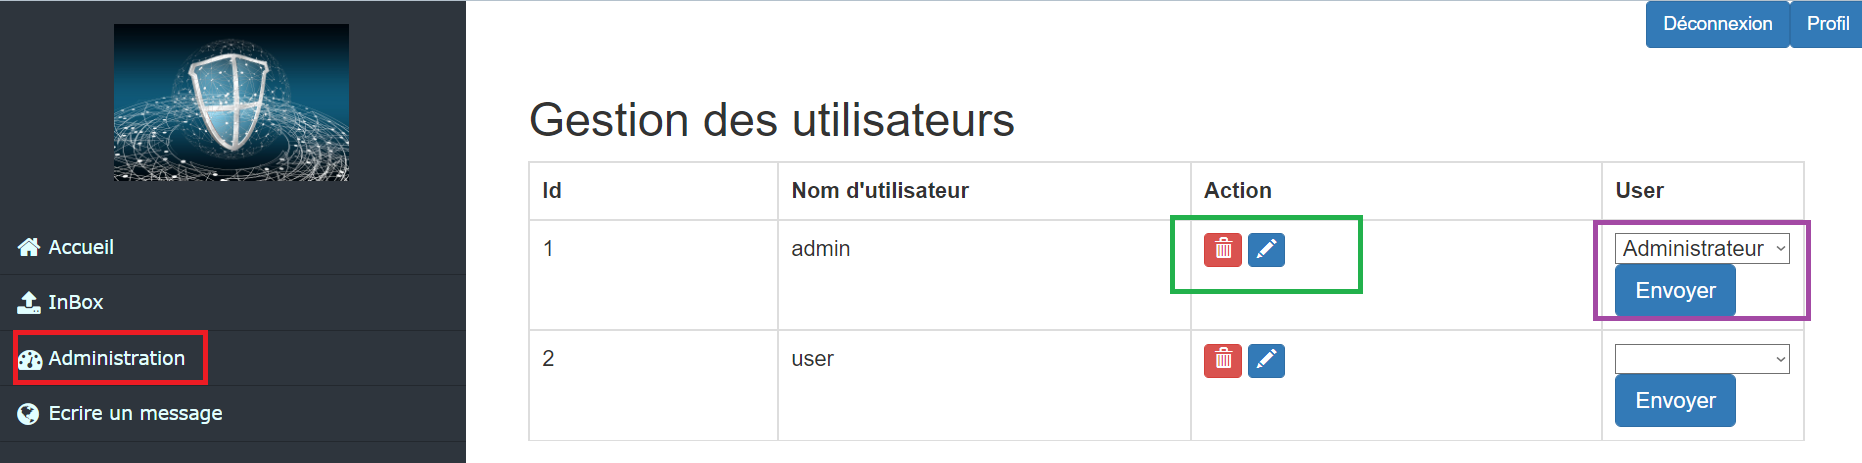 Déconnexion Profil
Accueil
InBox
Administration
Ecrire un message
Gestion des utilisateurs
Id Nom d'utilisateur Action User
1 admin Administrateur
Envoyer
2 user
Envoyer